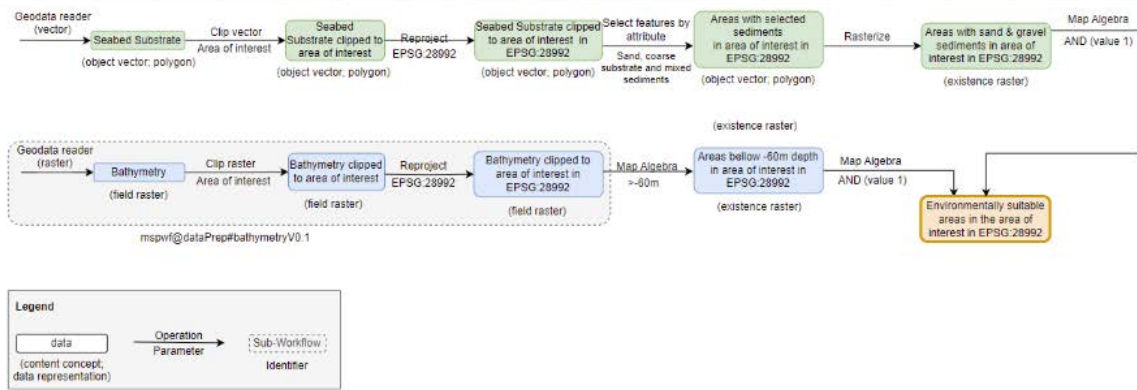 Geodata reader
(vector)
Seabed Substrate
(object vector; polygon)
Clip vector
Area of interest
Seabed
Substrate clipped to
area of interest
(object vector; polygon)
Reproject
EPSG:28992
Seabed Substrate clipped
to area of interest in
EPSG:28992
(object vector; polygon)
Select features by
attribute
Sand, coarse
substrate and mixed
sediments
Areas with selected
sediments
in area of interest in
EPSG:28992
(object vector; polygon)
Rasterize
Areas with sand & gravel
sediments in area of
interest in EPSG:28992
(existence raster)
Map Algebra
AND (value 1)
Geodata reader
(raster)
Bathymetry
(field raster)
Clip raster
Area of interest
Bathymetry clipped
to area of interest
(field raster)
Reproject
EPSG:28992
Bathymetry clipped to
area of interest in
EPSG:28992
(field raster)
Map Algebra
>-60m
(existence raster)
Areas bellow -60m depth
in area of interest in
EPSG:28992
(existence raster)
Map Algebra
AND (value 1)
Environmentally suitable
areas in the area of
interest in EPSG:28992
mspwf@dataPrep#bathymetryV0.1
Legend
data
(content concept;
data representation)
Operation
Parameter
Sub-Workflow
Identifier